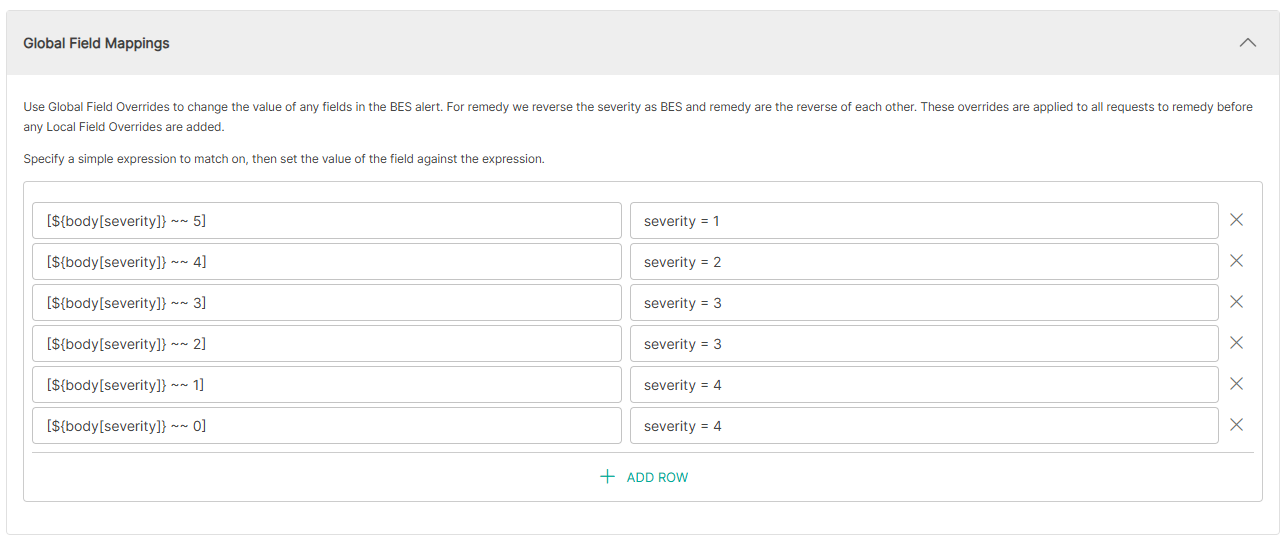 Global Field Mappings
Use Global Field Overrides to change the value of any fields in the BES alert. For remedy we reverse the severity as BES and remedy are the reverse of each other. These overrides are applied to all requests to remedy before
any Local Field Overrides are added.
Specify a simple expression to match on, then set the value of the field against the expression.
[${body[severity]} ~~ 5] severity = 1
[${body[severity]} ~~ 4] severity = 2
[${body[severity]} ~~ 3] severity = 3
[${body[severity]} ~~ 2] severity = 3
[${body[severity]} ~~ 1] severity = 4
[${body[severity]} ~~ 0] severity = 4
ADD ROW